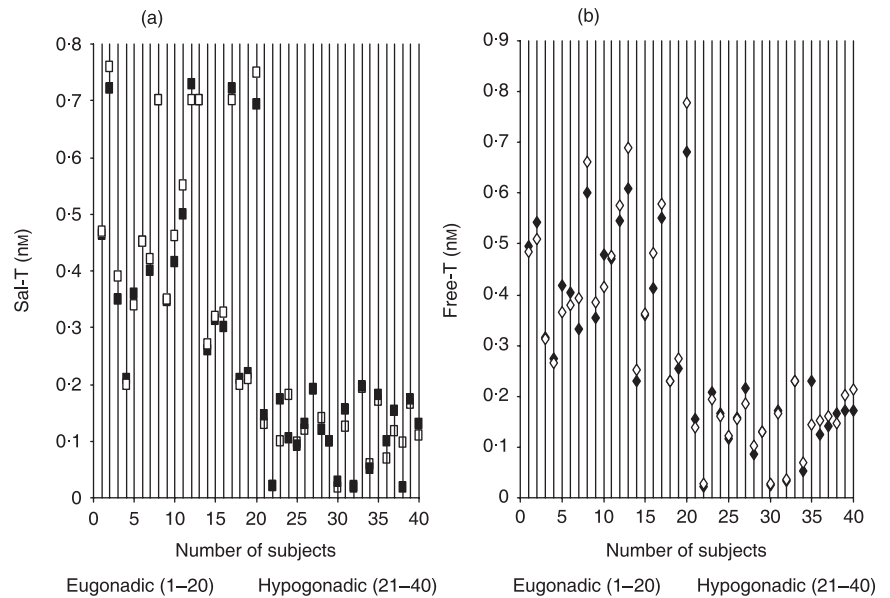 (a)
0·8
0·7
0·6
0·5
0·4
0·3
0·2
0·1
0
Sal-T (nM)
0 5 10 15 20 25 30 35 40
Number of subjects
Eugonadic (1–20) Hypogonadic (21–40)
(b)
0·9
0·8
0·7
0·6
0·5
0·4
0·3
0·2
0·1
0
Free-T (nM)
0 5 10 15 20 25 30 35 40
Number of subjects
Eugonadic (1–20) Hypogonadic (21–40)